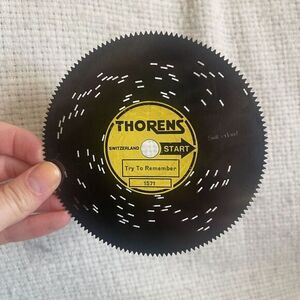 THORENS
SWITZERLAND START
Try To Remember
1571